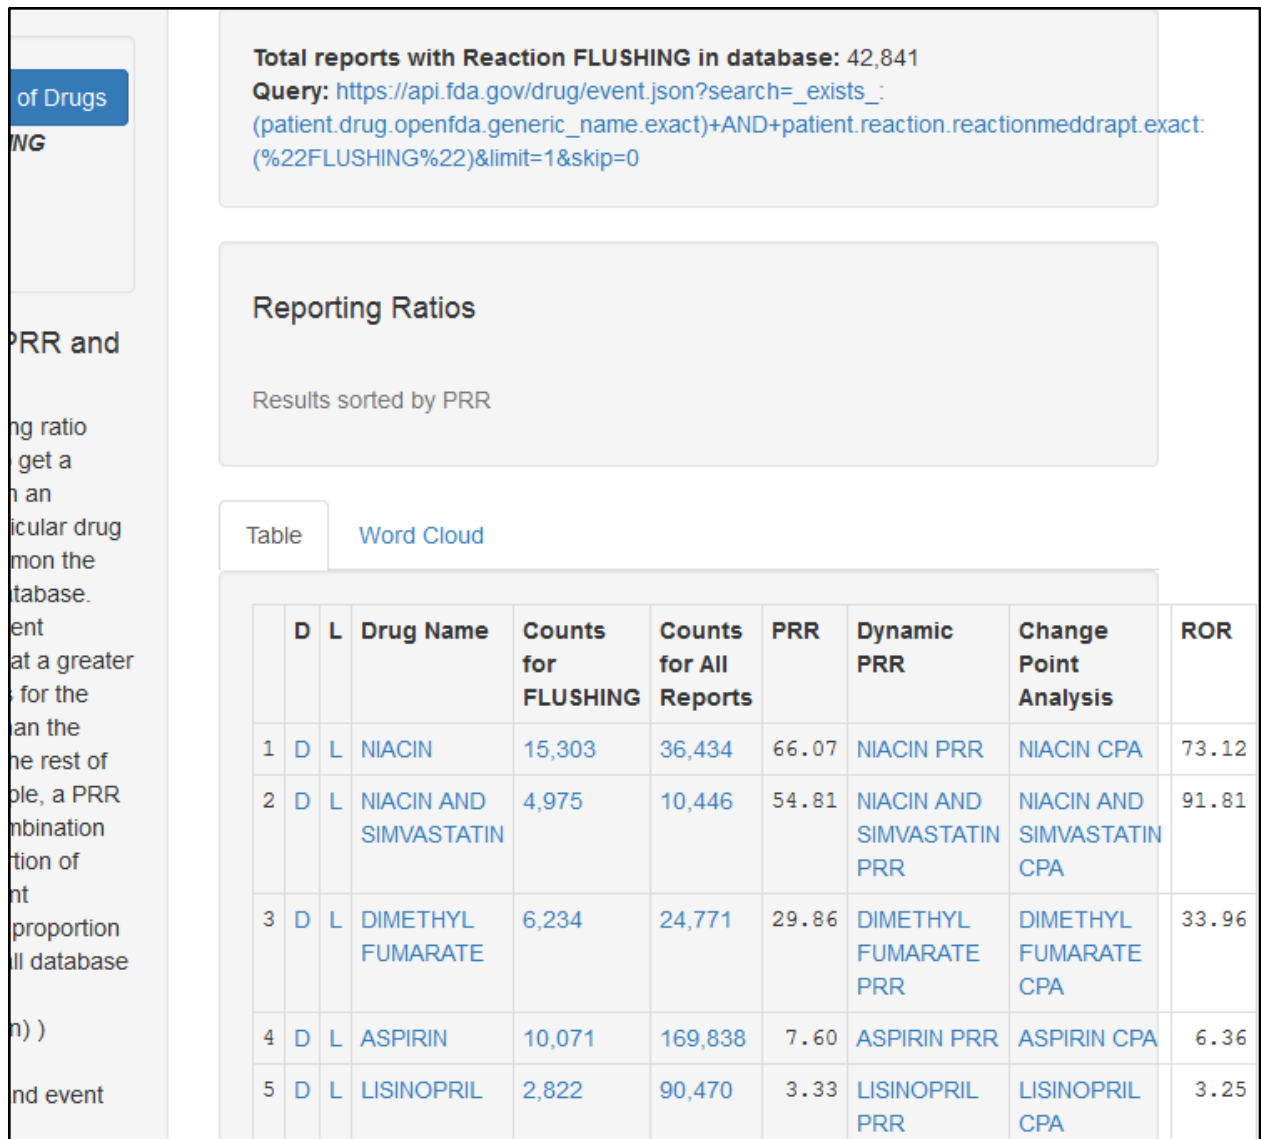 of Drugs
NG
PRR and
ng ratio
get a
n an
icular drug
mon the
tabase.
ent
at a greater
for the
an the
he rest of
ple, a PRR
mbination
rtion of
nt
proportion
ll database
n) )
nd event
Total reports with Reaction FLUSHING in database: 42,841
Query: https://api.fda.gov/drug/event.json?search=_exists_:
(patient.drug.openfda.generic_name.exact)+AND+patient.reaction.reactionmeddrapt.exact:
(%22FLUSHING%22)&limit=1&skip=0
Reporting Ratios
Results sorted by PRR
Table Word Cloud
D L Drug Name Counts PRR Dynamic Change ROR
for for All PRR Point
FLUSHING Reports Analysis
1 D L NIACIN 15,303 36,434 66.07 NIACIN PRR NIACIN CPA 73.12
2 D L NIACIN AND 4,975 10,446 54.81 NIACIN AND NIACIN AND 91.81
SIMVASTATIN SIMVASTATIN SIMVASTATIN
PRR CPA
3 D L DIMETHYL 6,234 24,771 29.86 DIMETHYL DIMETHYL 33.96
FUMARATE FUMARATE FUMARATE
PRR CPA
4 D L ASPIRIN 10,071 169,838 7.60 ASPIRIN PRR ASPIRIN CPA 6.36
5 D L LISINOPRIL 2,822 90,470 3.33 LISINOPRIL LISINOPRIL 3.25
PRR CPA